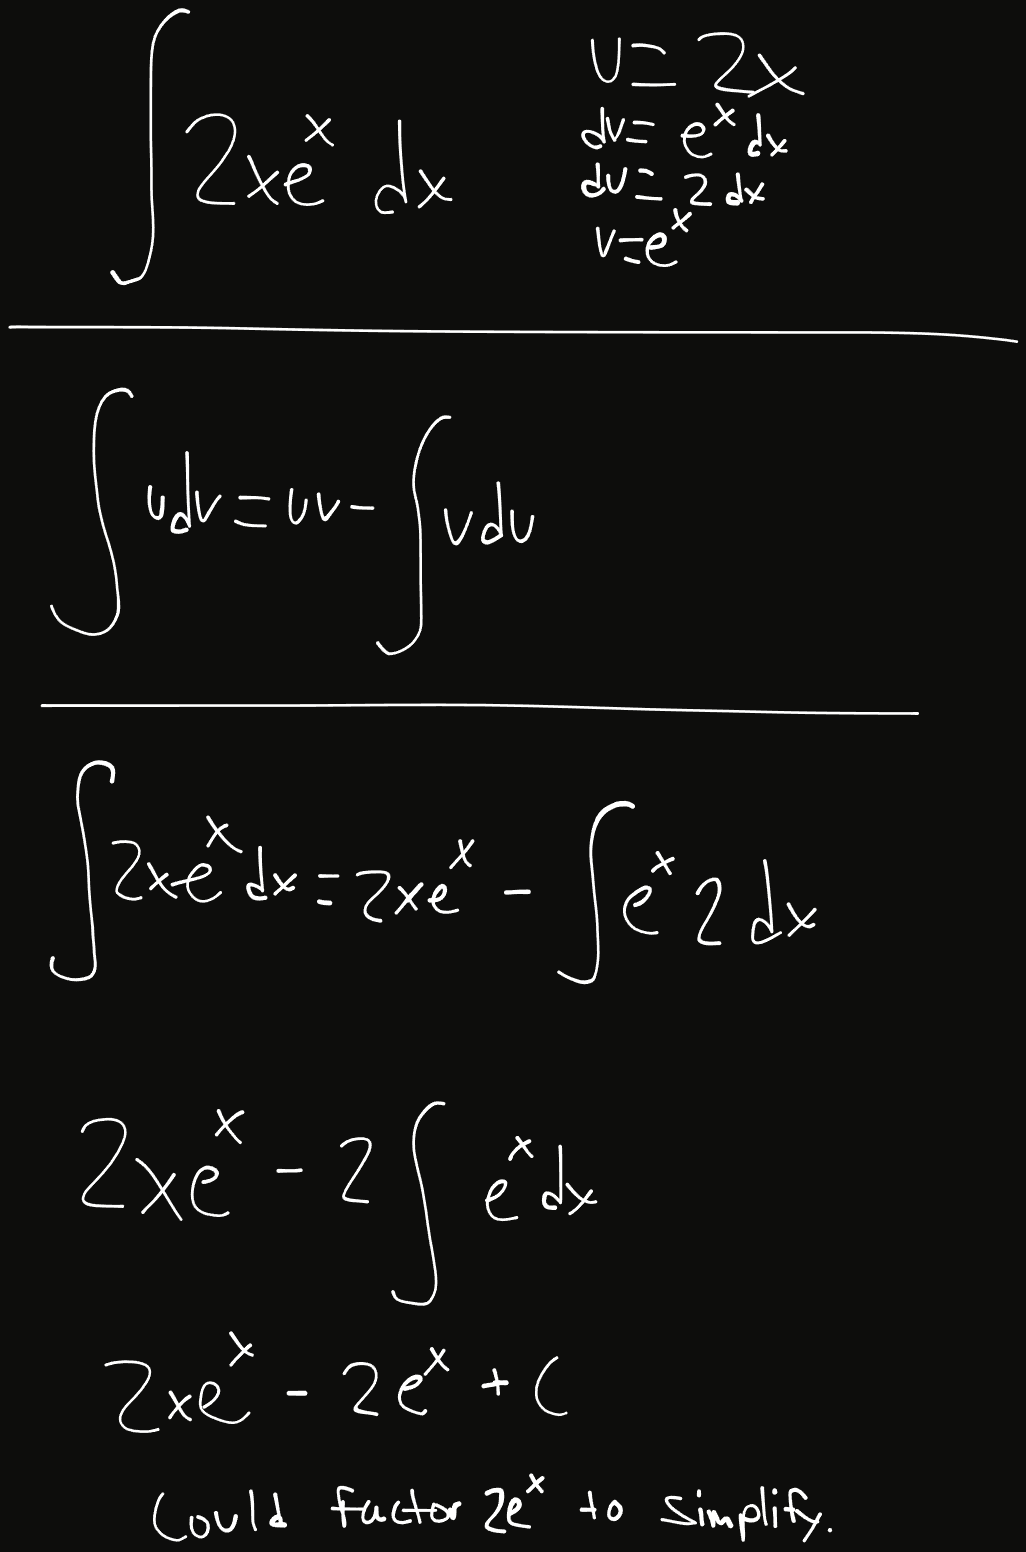 ∫ 2xe^x dx
u = 2x
dv = e^x dx
du = 2 dx
v = e^x
∫ u dv = uv - ∫ v du
∫ 2xe^x dx = 2xe^x - ∫ e^x 2 dx
2xe^x - 2 ∫ e^x dx
2xe^x - 2e^x + C
Could factor 2e^x to simplify.